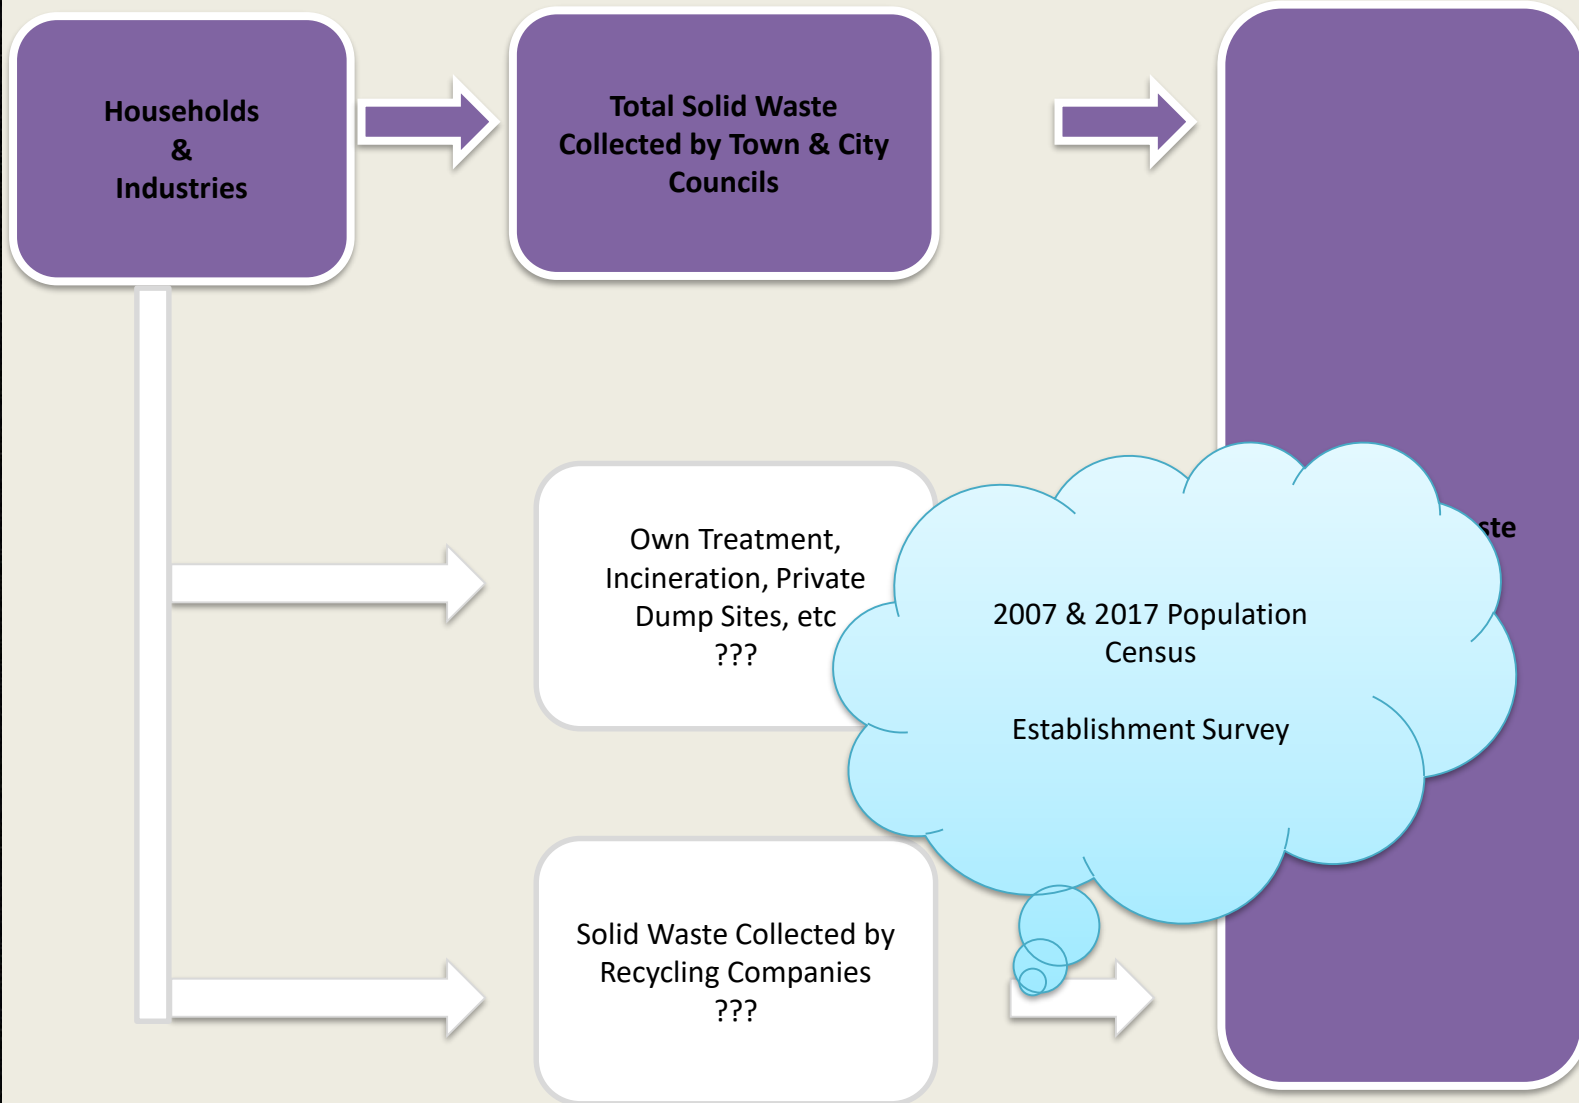 Households
&
Industries
Total Solid Waste
Collected by Town & City
Councils
Own Treatment,
Incineration, Private
Dump Sites, etc
???
2007 & 2017 Population
Census
Establishment Survey
Solid Waste Collected by
Recycling Companies
???